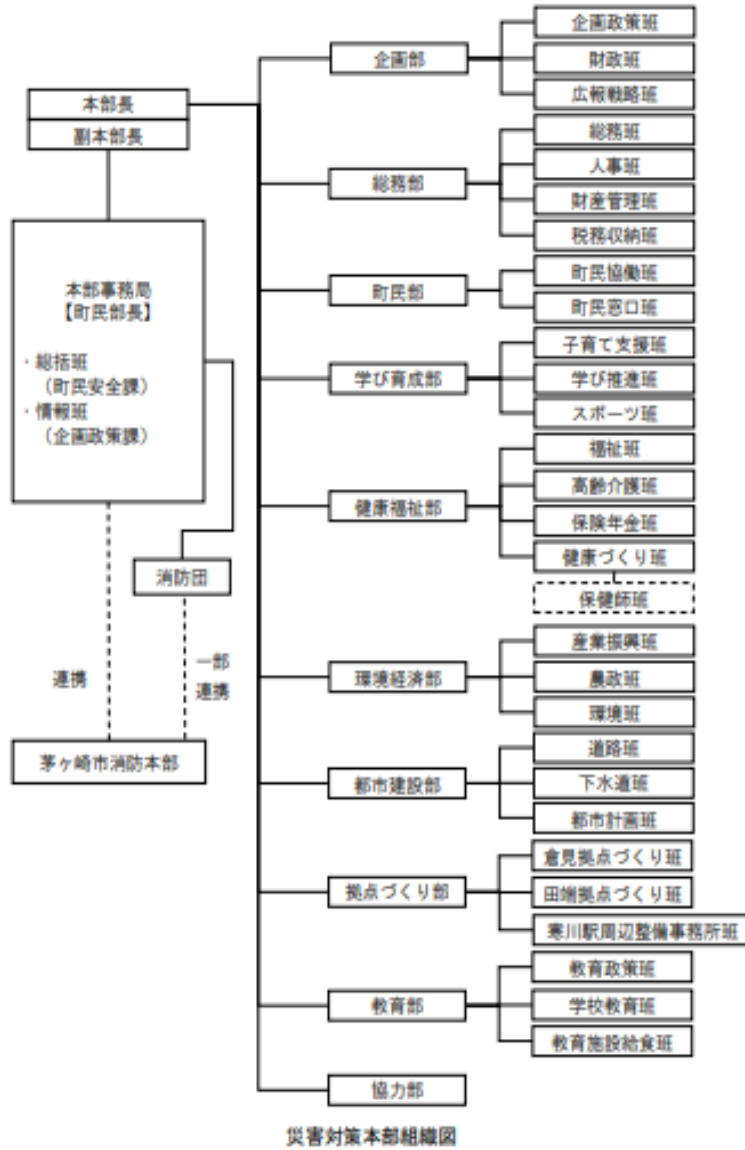 本部長
副本部長
本部事務局
【町民部長】
・総括班
（町民安全課）
・情報班
（企画政策課）
消防団
連携
一部
連携
茅ヶ崎市消防本部
企画部
企画政策班
財政班
広報戦略班
総務部
総務班
人事班
財産管理班
税務収納班
町民部
町民協働班
町民窓口班
学び育成部
子育て支援班
学び推進班
スポーツ班
健康福祉部
福祉班
高齢介護班
保険年金班
健康づくり班
保健師班
環境経済部
産業振興班
農政班
環境班
都市建設部
道路班
下水道班
都市計画班
拠点づくり部
倉見拠点づくり班
田端拠点づくり班
寒川駅周辺整備事務所班
教育部
教育政策班
学校教育班
教育施設給食班
協力部
災害対策本部組織図